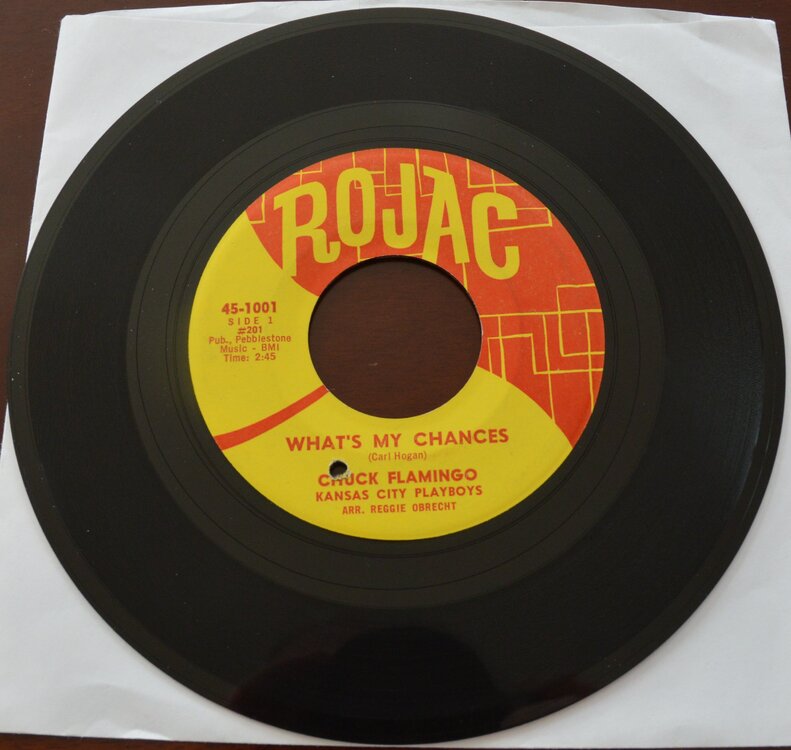 ROJAC
45-1001
SIDE 1
#201
Pub., Pebblestone
Music - BMI
Time: 2:45
WHAT'S MY CHANCES
(Carl Hogan)
CHUCK FLAMINGO
KANSAS CITY PLAYBOYS
ARR. REGGIE OBRECHT